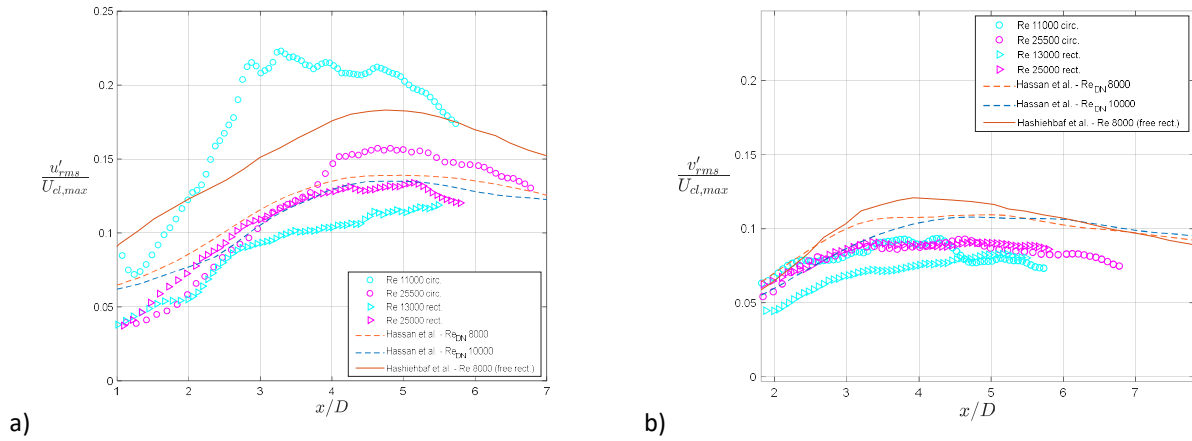 0.25
0.2
0.15
0.1
0.05
0
u'rms
Ucl,max
1 2 3 4 5 6 7
x/D
Re 11000 circ.
Re 25500 circ.
Re 13000 rect.
Re 25000 rect.
Hassan et al. - ReDN 8000
Hassan et al. - ReDN 10000
Hashiehbaf et al. - Re 8000 (free rect.)
a)
0.2
0.15
0.1
0.05
0
v'rms
Ucl,max
2 3 4 5 6 7
x/D
Re 11000 circ.
Re 25500 circ.
Re 13000 rect.
Re 25000 rect.
Hassan et al. - ReDN 8000
Hassan et al. - ReDN 10000
Hashiehbaf et al. - Re 8000 (free rect.)
b)